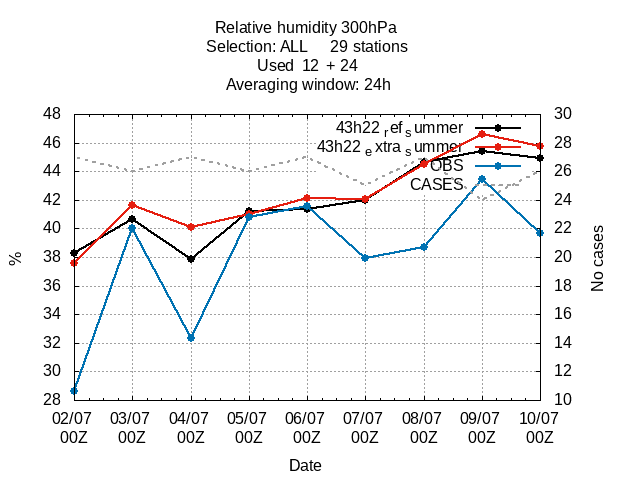 Relative humidity 300hPa
Selection: ALL 29 stations
Used 12 + 24
Averaging window: 24h
48 30
46 28
44 26
42 24
40 22
38 20
36 18
34 16
32 14
30 12
28 10
43h22 ref summer
43h22 extra summer
OBS
CASES
%
No cases
02/07 03/07 04/07 05/07 06/07 07/07 08/07 09/07 10/07
00Z 00Z 00Z 00Z 00Z 00Z 00Z 00Z 00Z
Date